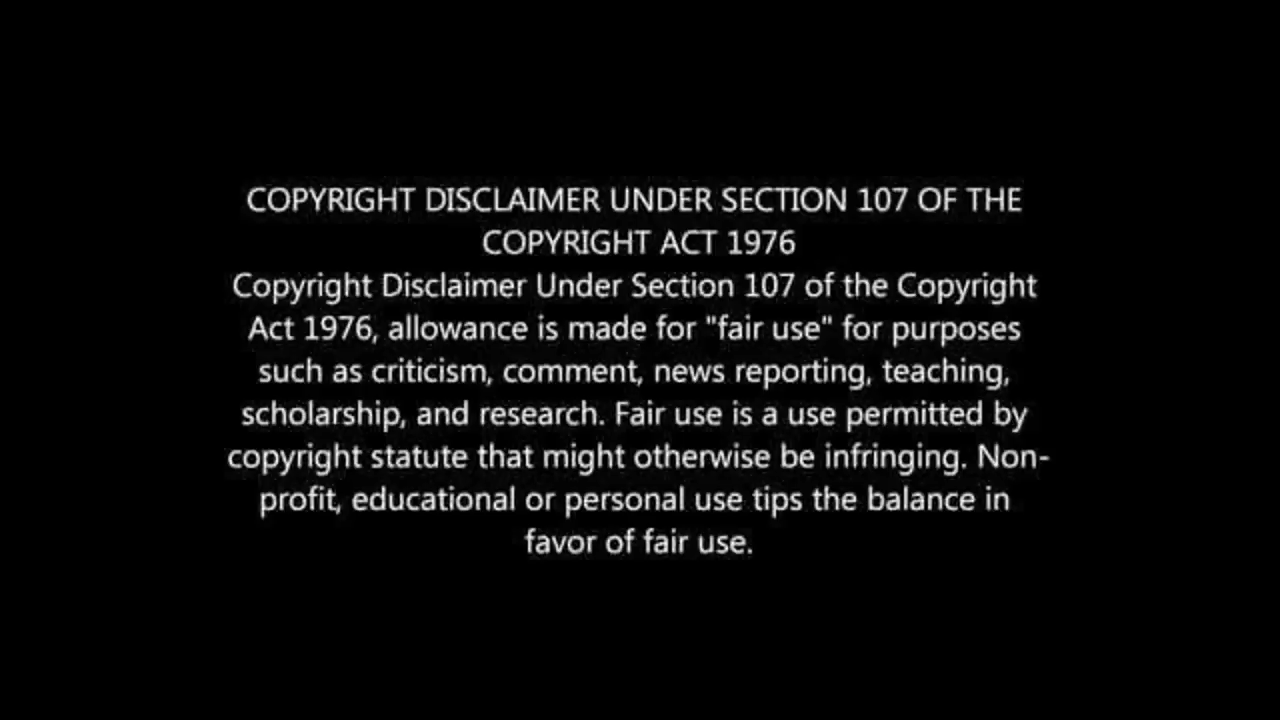 COPYRIGHT DISCLAIMER UNDER SECTION 107 OF THE
COPYRIGHT ACT 1976
Copyright Disclaimer Under Section 107 of the Copyright
Act 1976, allowance is made for "fair use" for purposes
such as criticism, comment, news reporting, teaching,
scholarship, and research. Fair use is a use permitted by
copyright statute that might otherwise be infringing. Non-
profit, educational or personal use tips the balance in
favor of fair use.